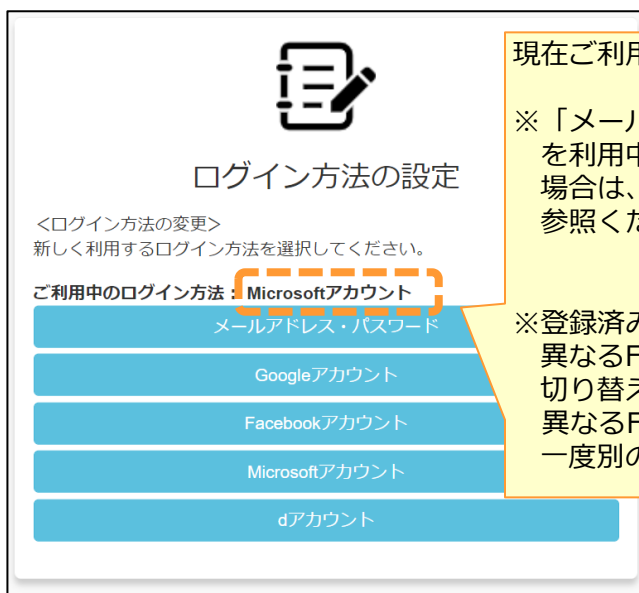 ログイン方法の設定
<ログイン方法の変更>
新しく利用するログイン方法を選択してください。
ご利用中のログイン方法： Microsoftアカウント
メールアドレス・パスワード
Googleアカウント
Facebookアカウント
Microsoftアカウント
dアカウント
現在ご利用
※「メール
を利用中
場合は、
参照くだ
※登録済み
異なるF
切り替え
異なるF
一度別の